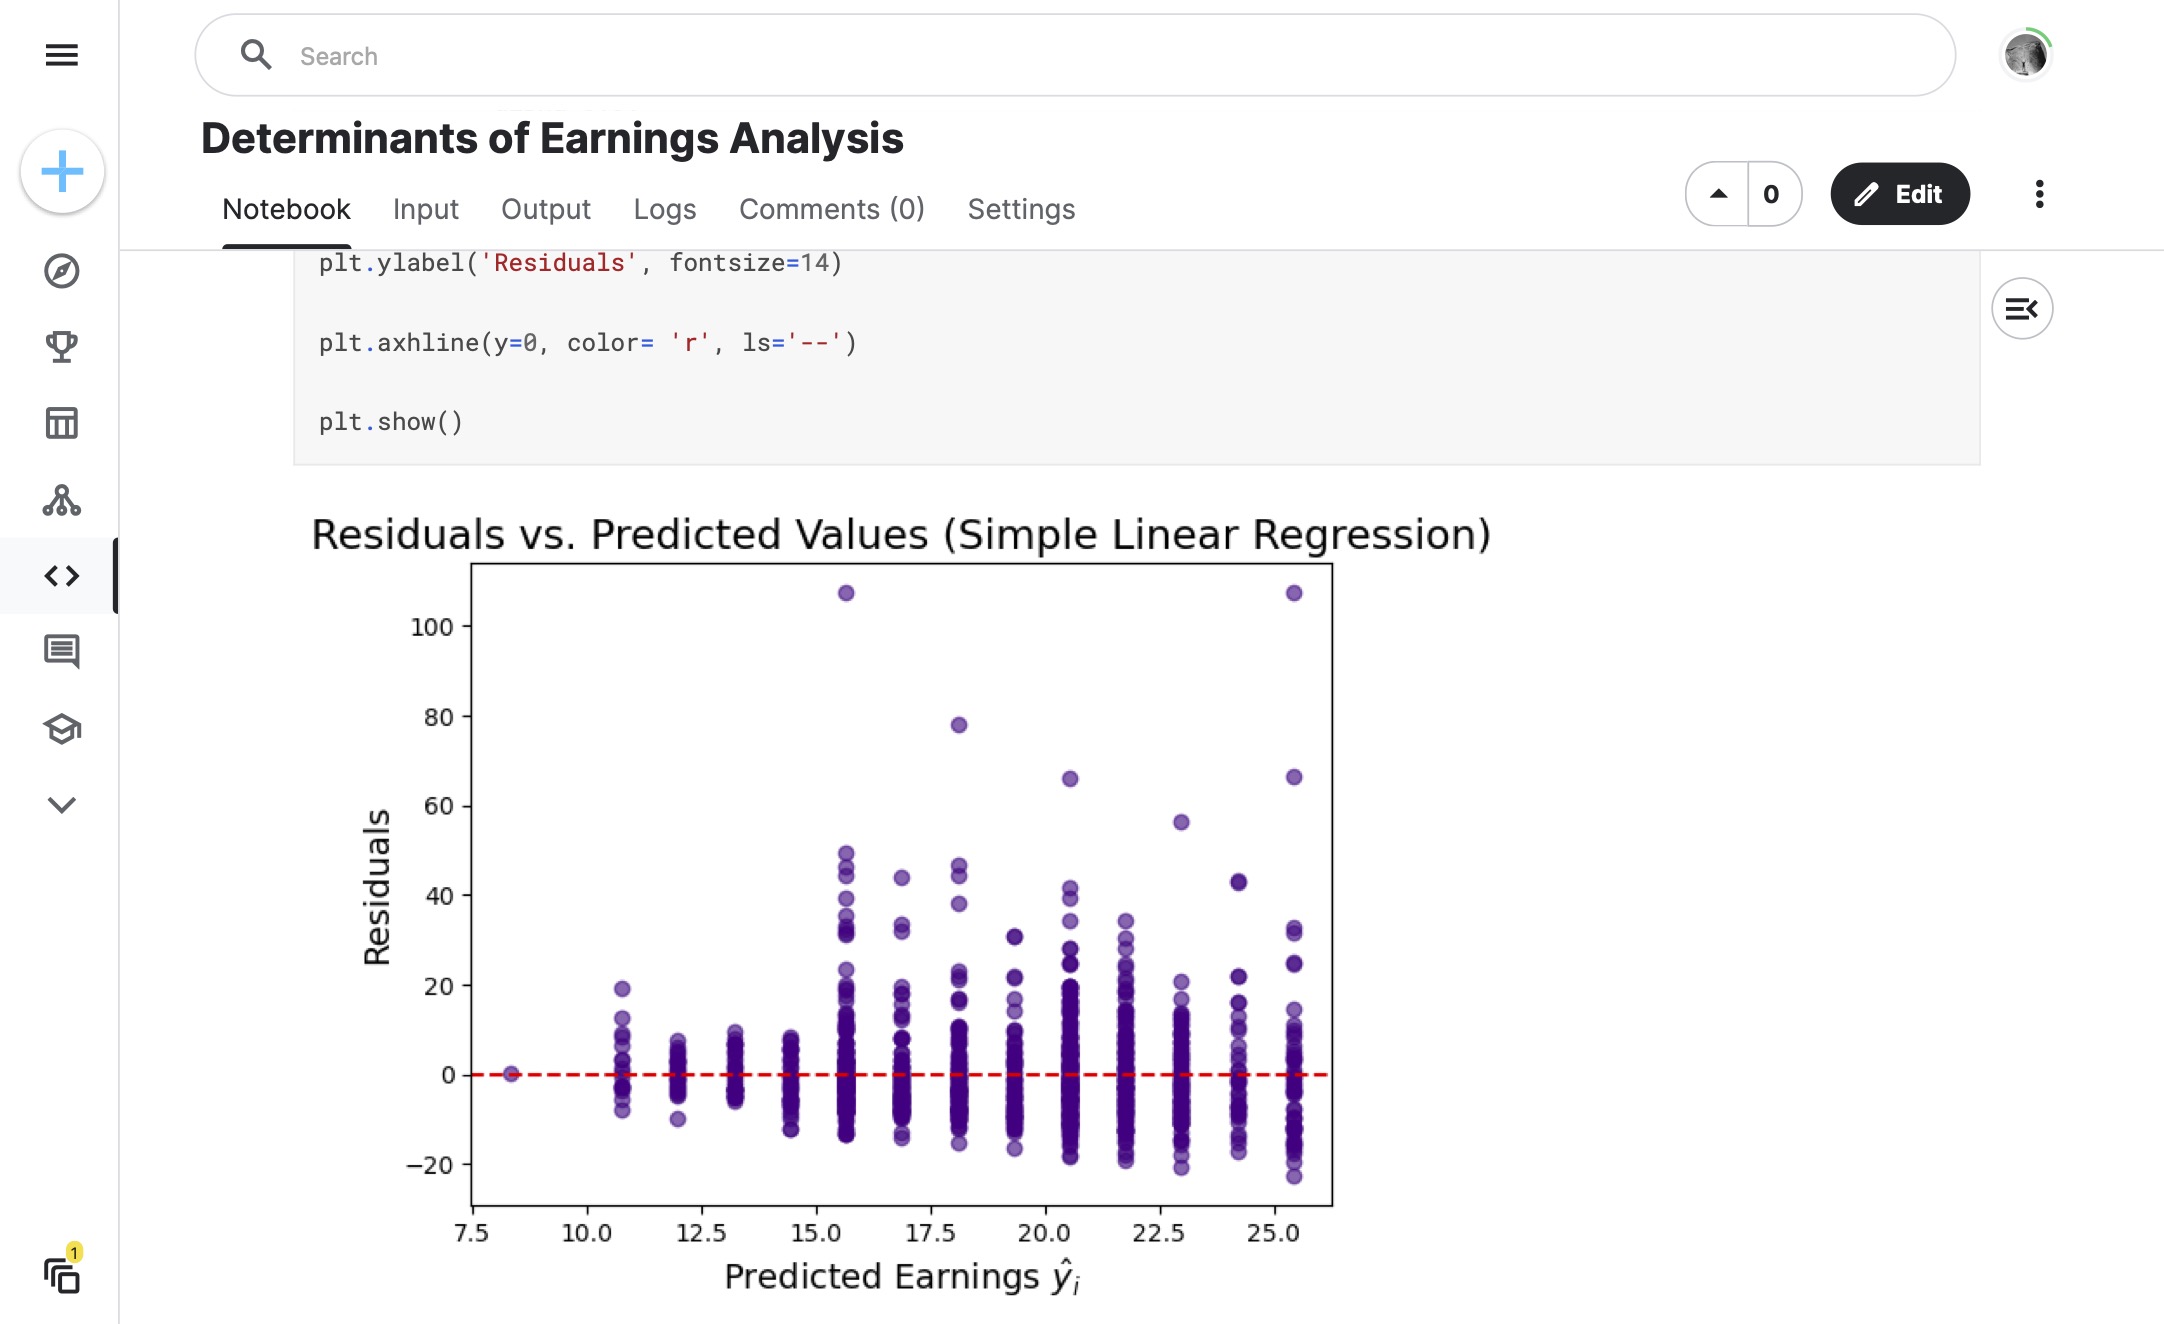 Search
Determinants of Earnings Analysis
0
Edit
Notebook Input Output Logs Comments (0) Settings
plt.ylabel('Residuals', fontsize=14)
plt.axhline(y=0, color= 'r', ls='--')
plt.show()
Residuals vs. Predicted Values (Simple Linear Regression)
100
80
60
40
20
0
−20
Residuals
7.5 10.0 12.5 15.0 17.5 20.0 22.5 25.0
Predicted Earnings ŷᵢ
1